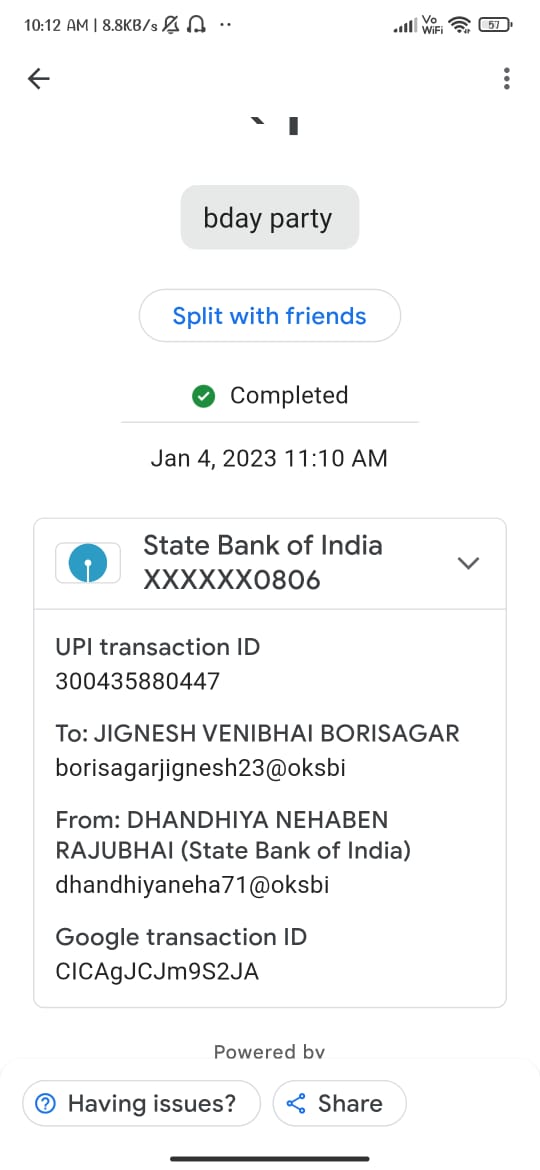 10:12 AM | 8.8KB/s
Vo
WiFi
57
bday party
Split with friends
Completed
Jan 4, 2023 11:10 AM
State Bank of India
XXXXXX0806
UPI transaction ID
300435880447
To: JIGNESH VENIBHAI BORISAGAR
borisagarjignesh23@oksbi
From: DHANDHIYA NEHABEN
RAJUBHAI (State Bank of India)
dhandhiyaneha71@oksbi
Google transaction ID
CICAgJCJm9S2JA
Powered by
Having issues?
Share